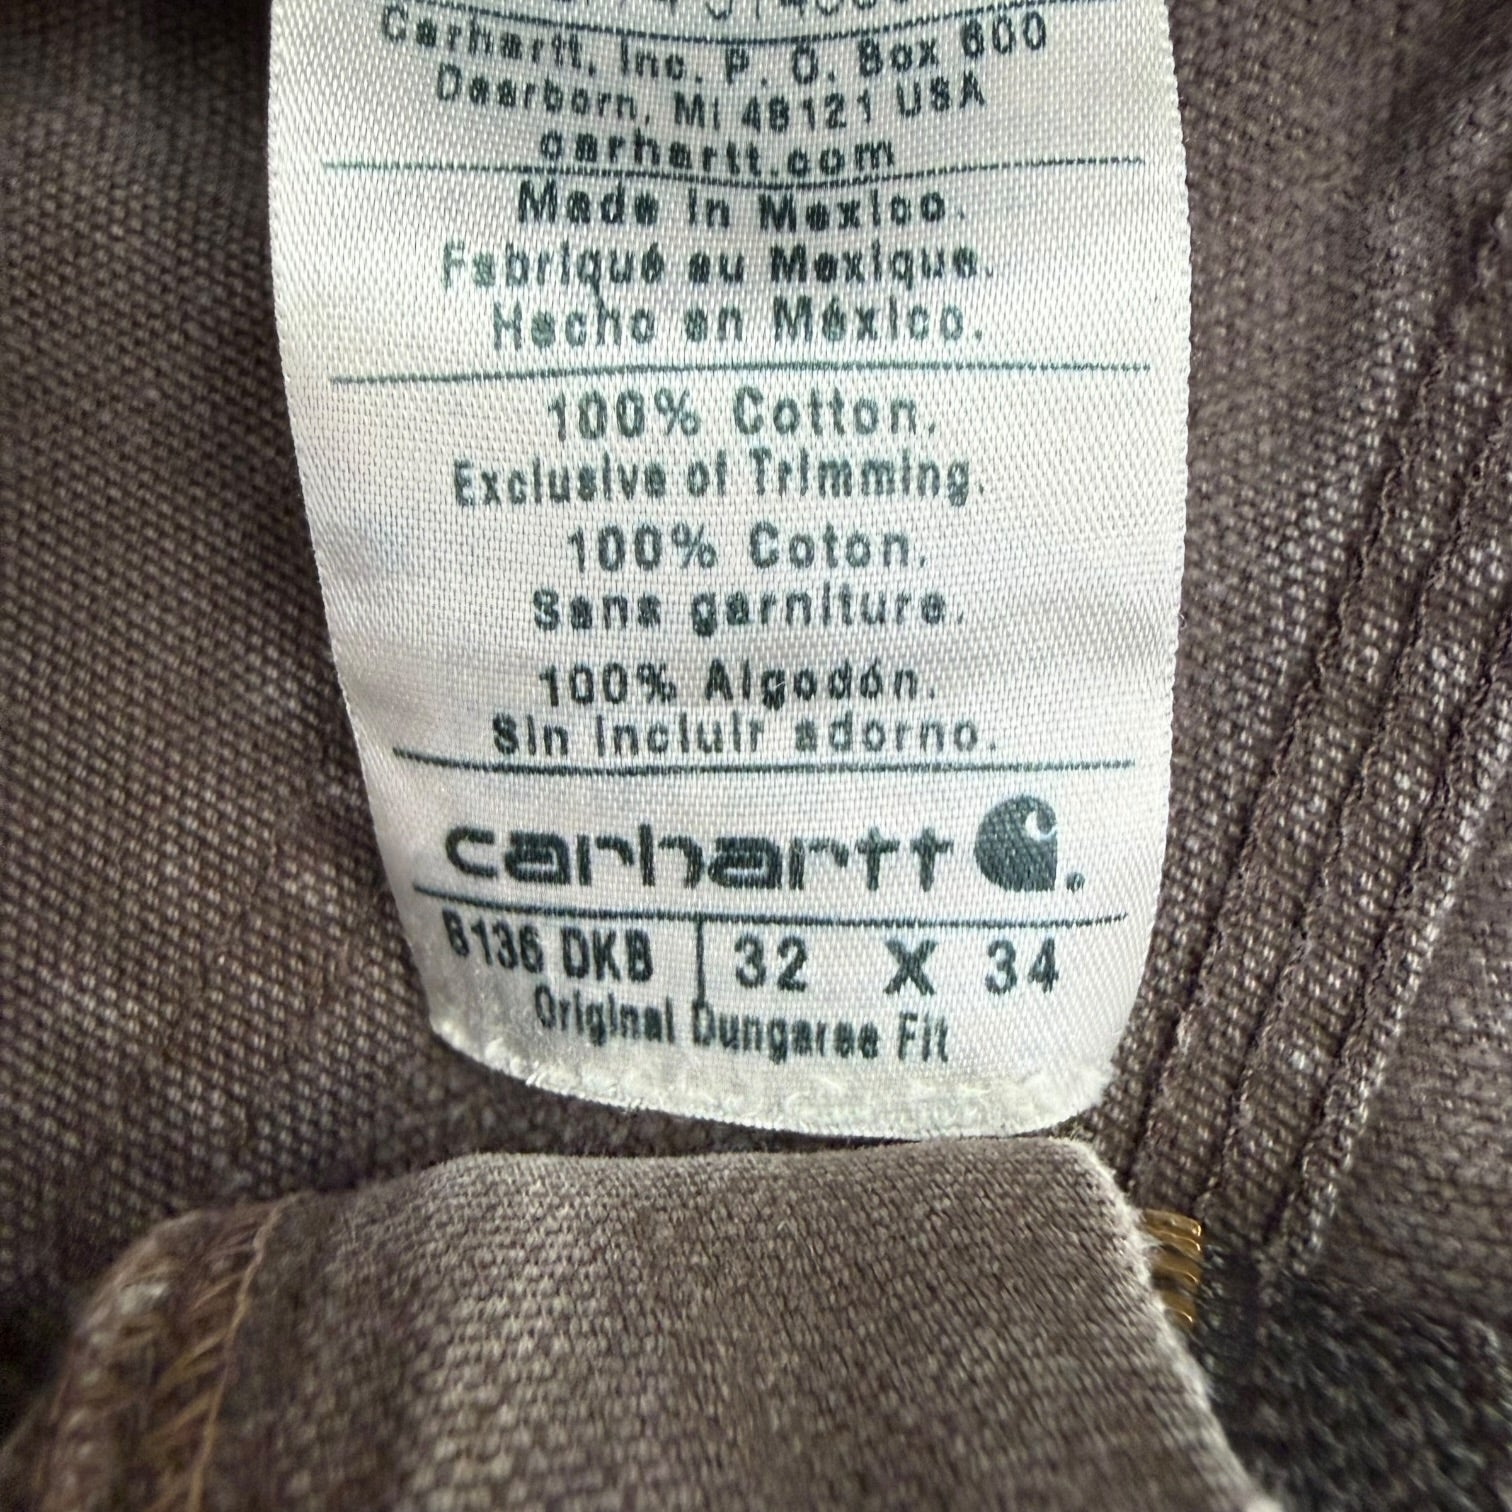 Carhartt, Inc. P. O. Box 600
Dearborn, MI 48121 USA
carhartt.com
Made in Mexico.
Fabriqué au Mexique.
Hecho en México.
100% Cotton.
Exclusive of Trimming.
100% Coton.
Sans garniture.
100% Algodón.
Sin incluir adorno.
carhartt
B136 DKB 32 X 34
Original Dungaree Fit